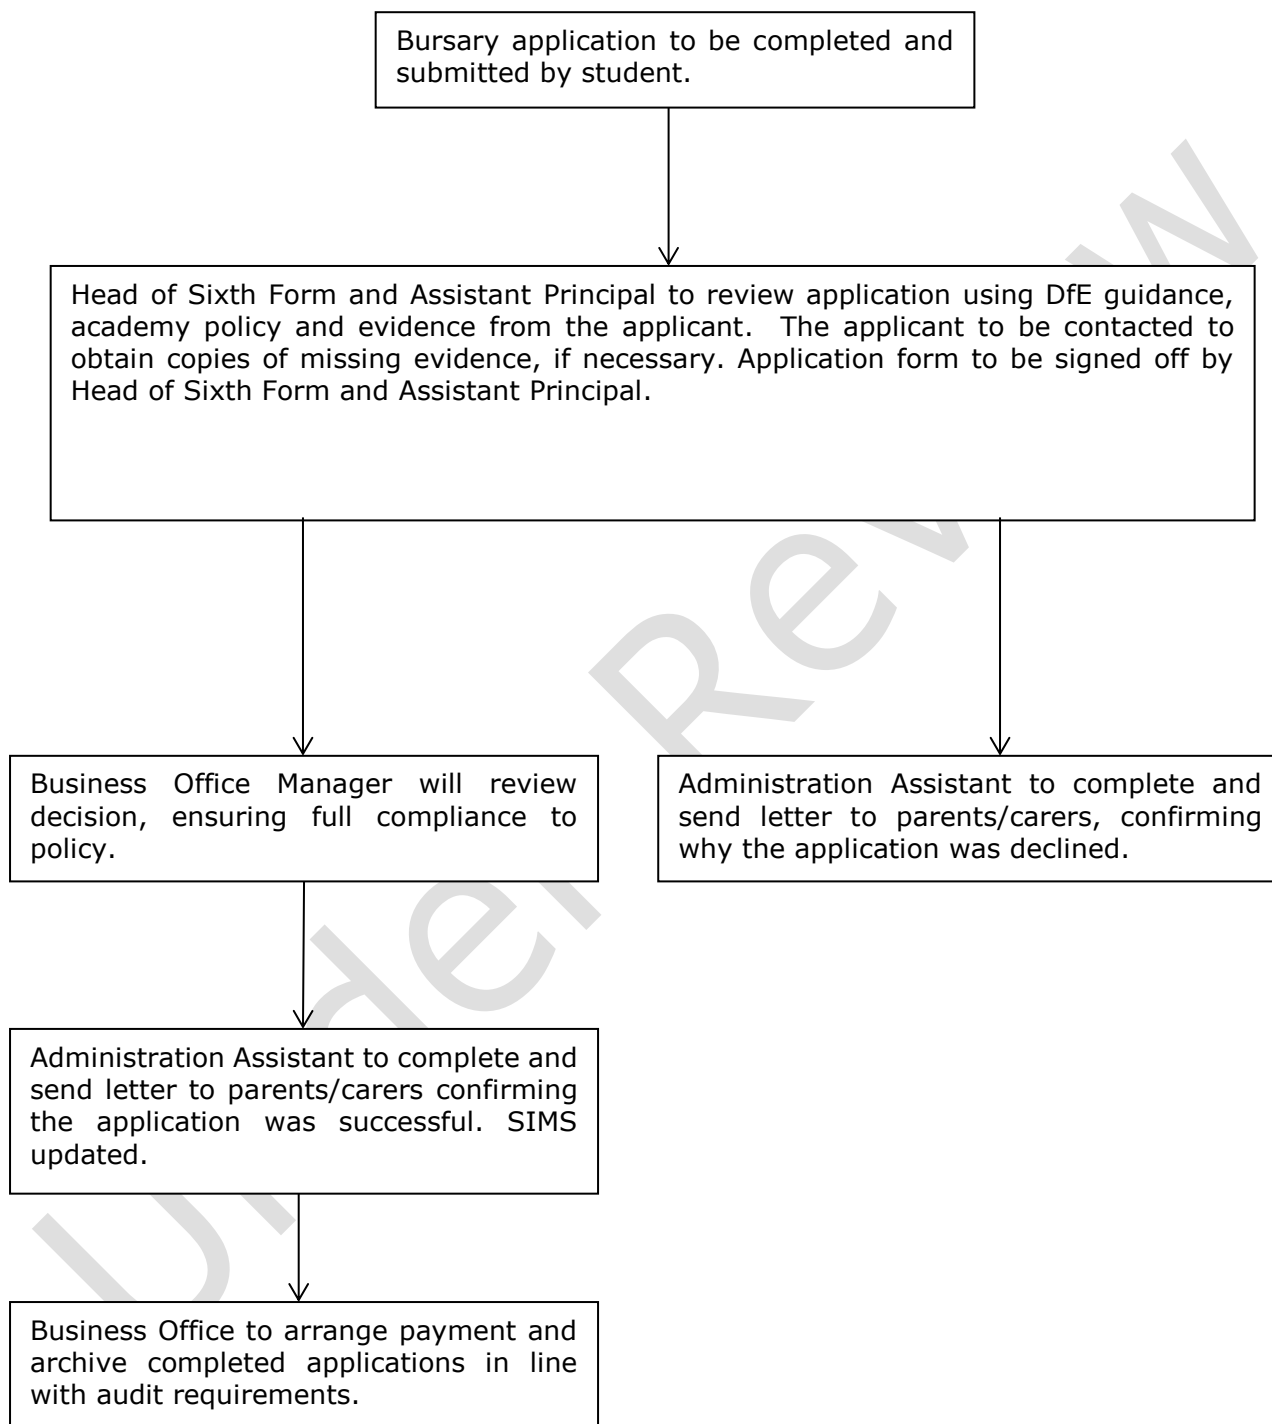 Bursary application to be completed and
submitted by student.
Head of Sixth Form and Assistant Principal to review application using DfE guidance,
academy policy and evidence from the applicant.  The applicant to be contacted to
obtain copies of missing evidence, if necessary. Application form to be signed off by
Head of Sixth Form and Assistant Principal.
Business Office Manager will review
decision, ensuring full compliance to
policy.
Administration Assistant to complete and
send letter to parents/carers, confirming
why the application was declined.
Administration Assistant to complete and
send letter to parents/carers confirming
the application was successful. SIMS
updated.
Business Office to arrange payment and
archive completed applications in line
with audit requirements.
Under Review